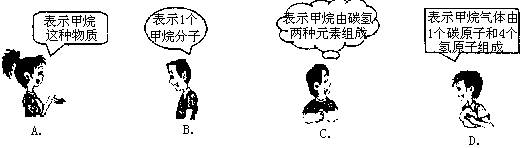 表示甲烷
这种物质
表示1个
甲烷分子
表示甲烷由碳氢
两种元素组成
表示甲烷气体由
1个碳原子和4个
氢原子组成
A.
B.
C.
D.